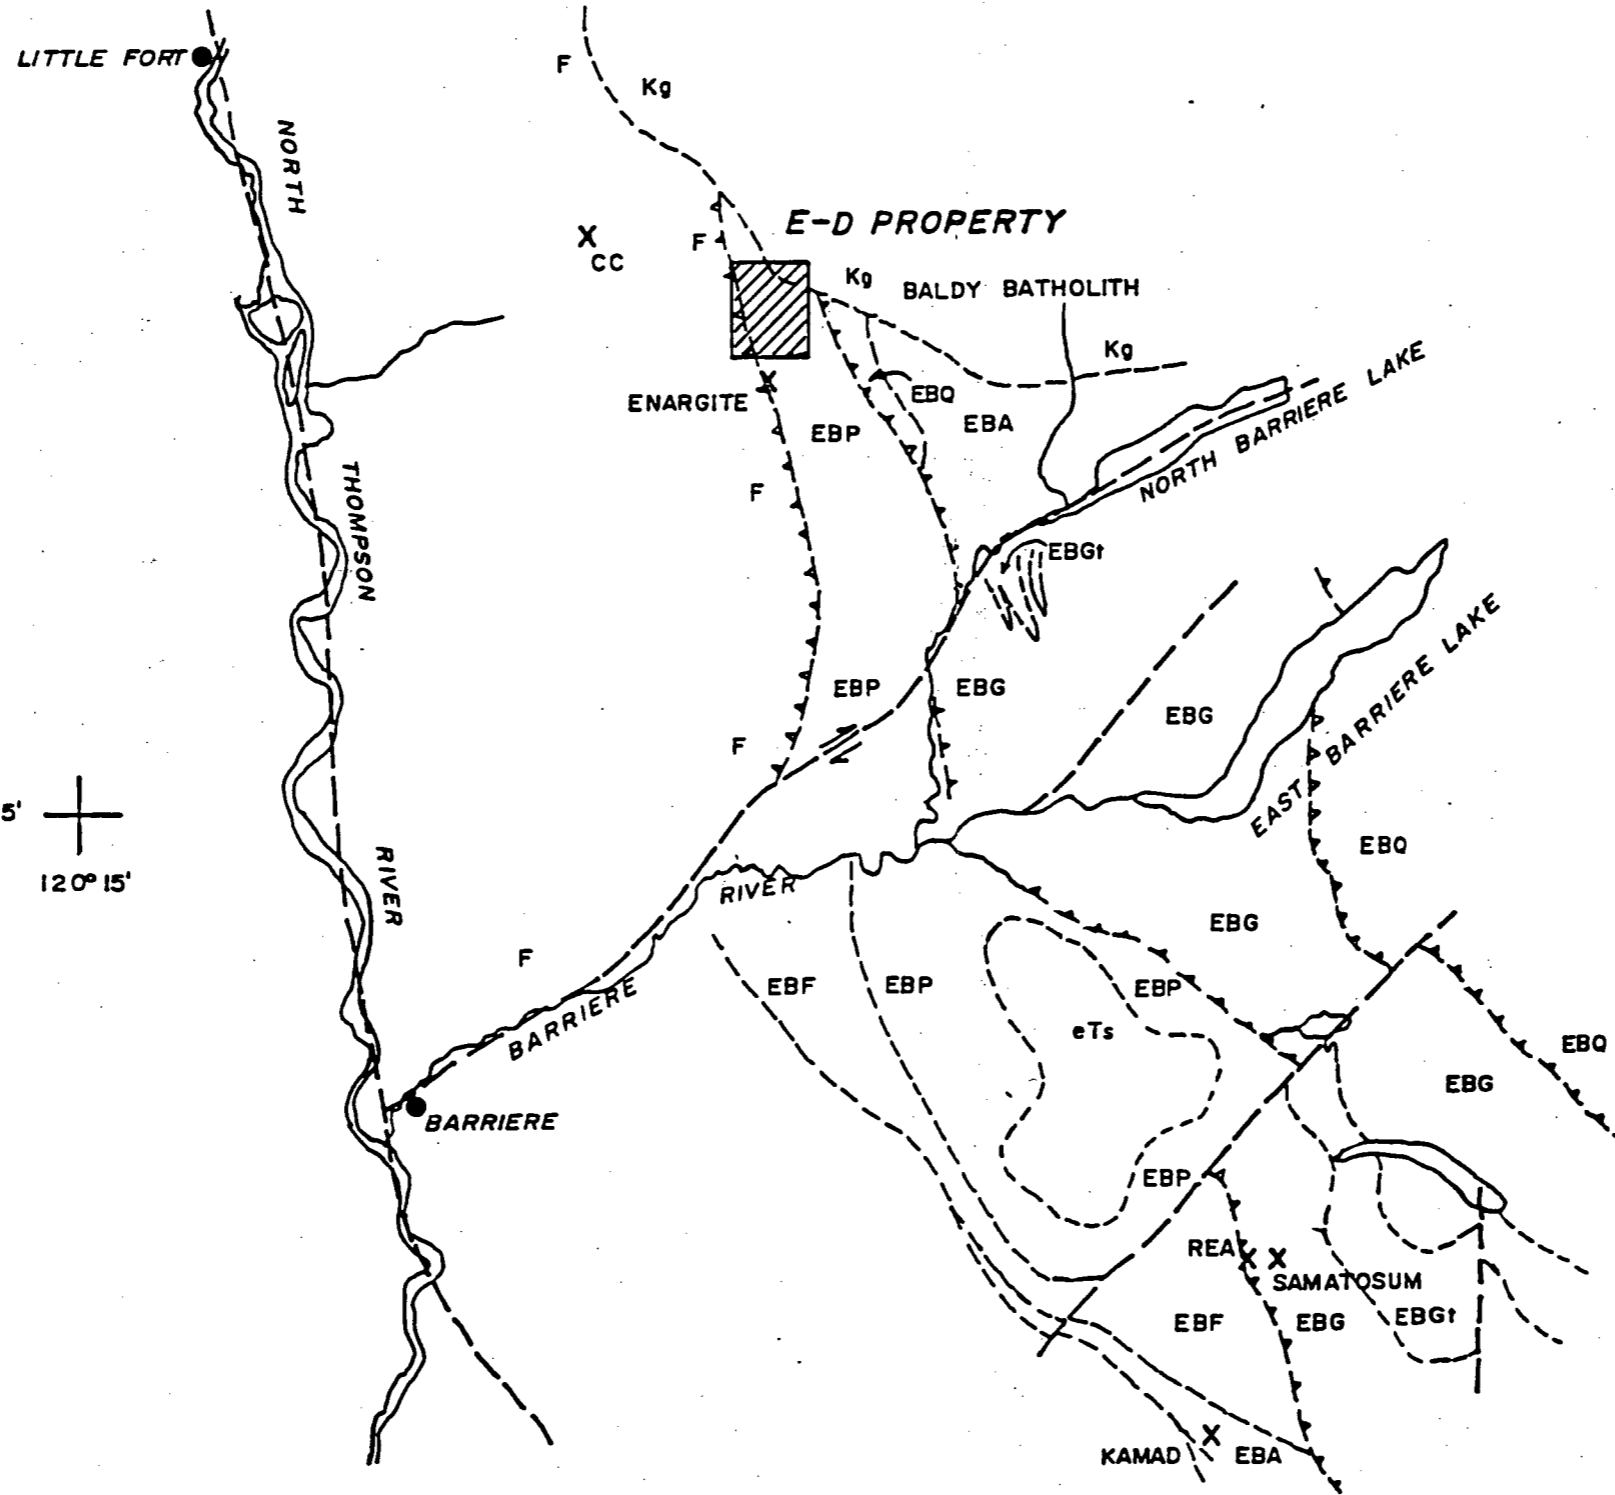 LITTLE FORT
F
Kg
NORTH
E-D PROPERTY
X
CC
F
Kg
BALDY BATHOLITH
Kg
NORTH BARRIERE LAKE
X
ENARGITE
EBQ
EBP
EBA
THOMPSON
F
EBGt
EBP
EBG
EBG
EAST BARRIERE LAKE
F
5'
120° 15'
RIVER
EBQ
RIVER
EBG
F
EBF
EBP
EBP
eTs
BARRIERE
EBQ
EBG
BARRIERE
EBP
REA
X X
SAMATOSUM
EBF
EBG
EBGt
X
KAMAD
EBA